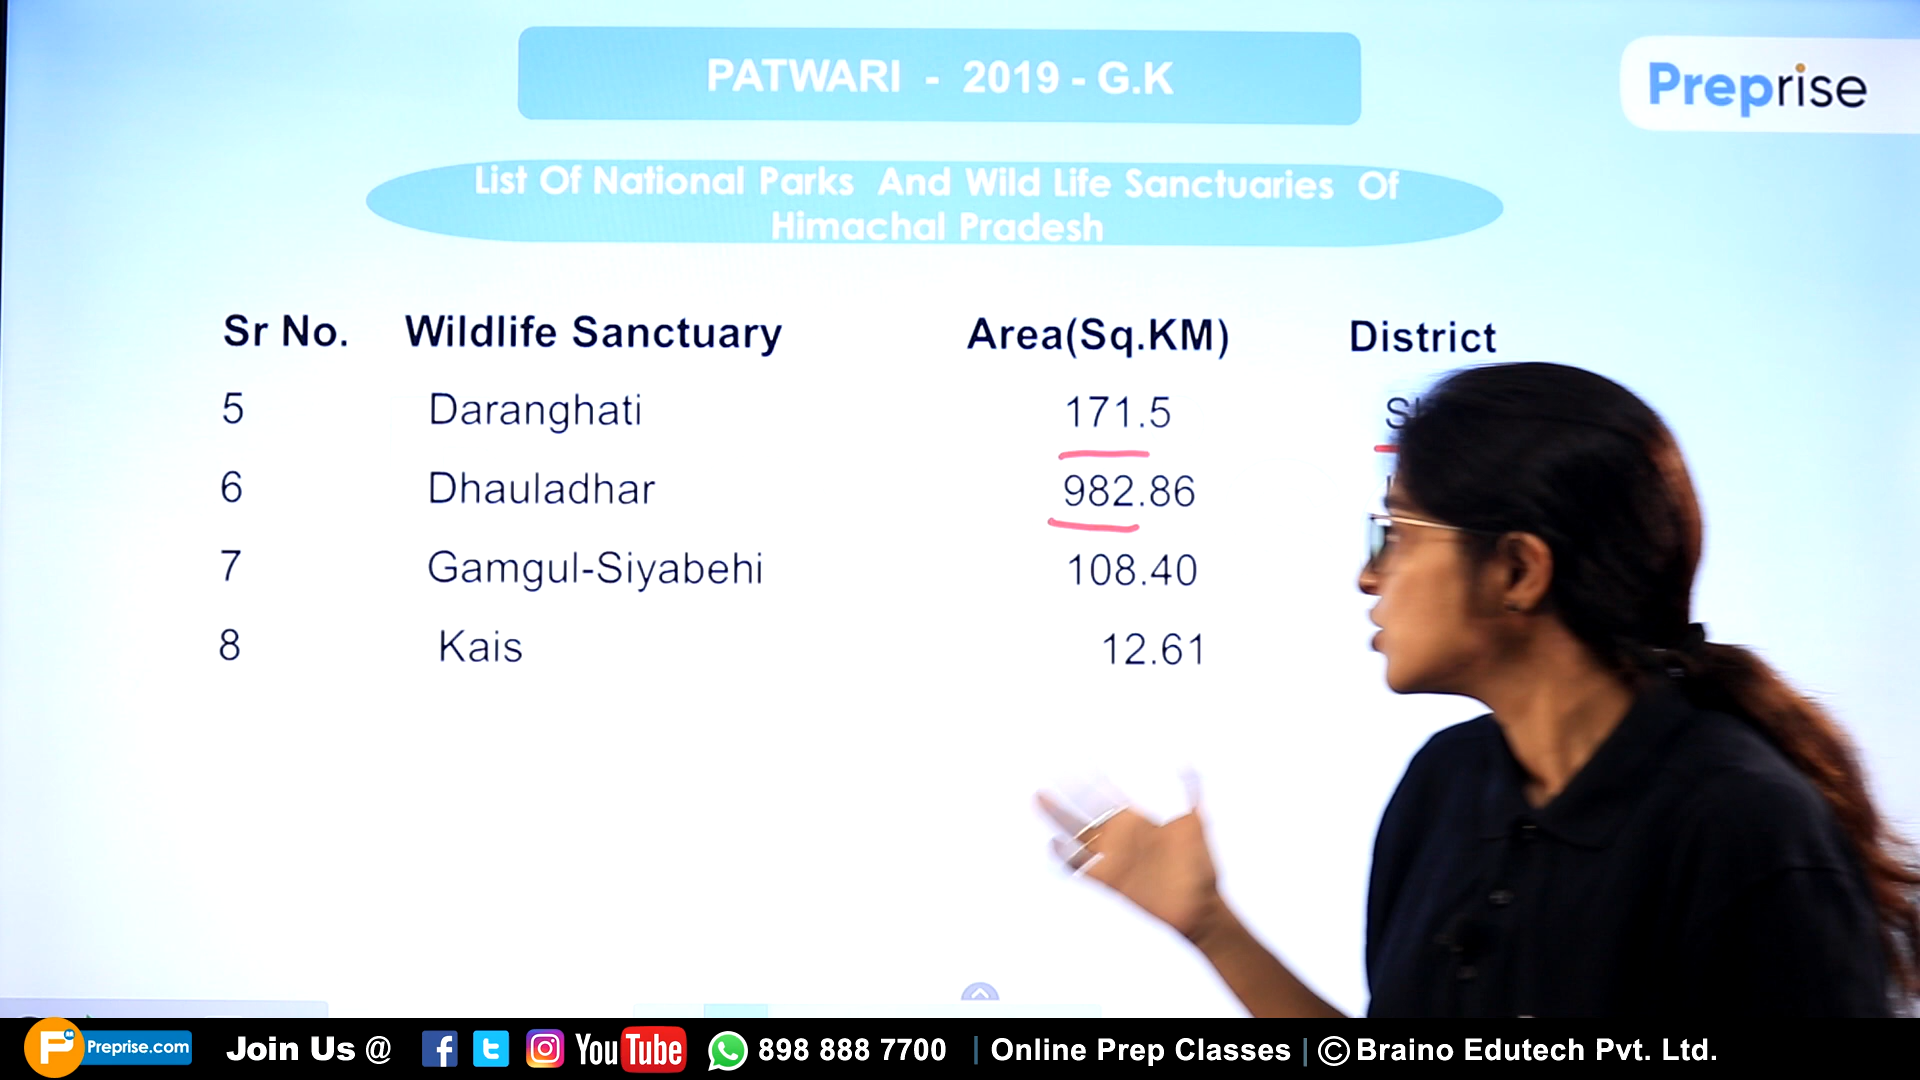 PATWARI - 2019 - G.K
Preprise
List Of National Parks And Wild Life Sanctuaries Of
Himachal Pradesh
Sr No. Wildlife Sanctuary Area(Sq.KM) District
5 Daranghati 171.5
6 Dhauladhar 982.86
7 Gamgul-Siyabehi 108.40
8 Kais 12.61
Preprise.com Join Us @ YouTube 898 888 7700 | Online Prep Classes | © Braino Edutech Pvt. Ltd.